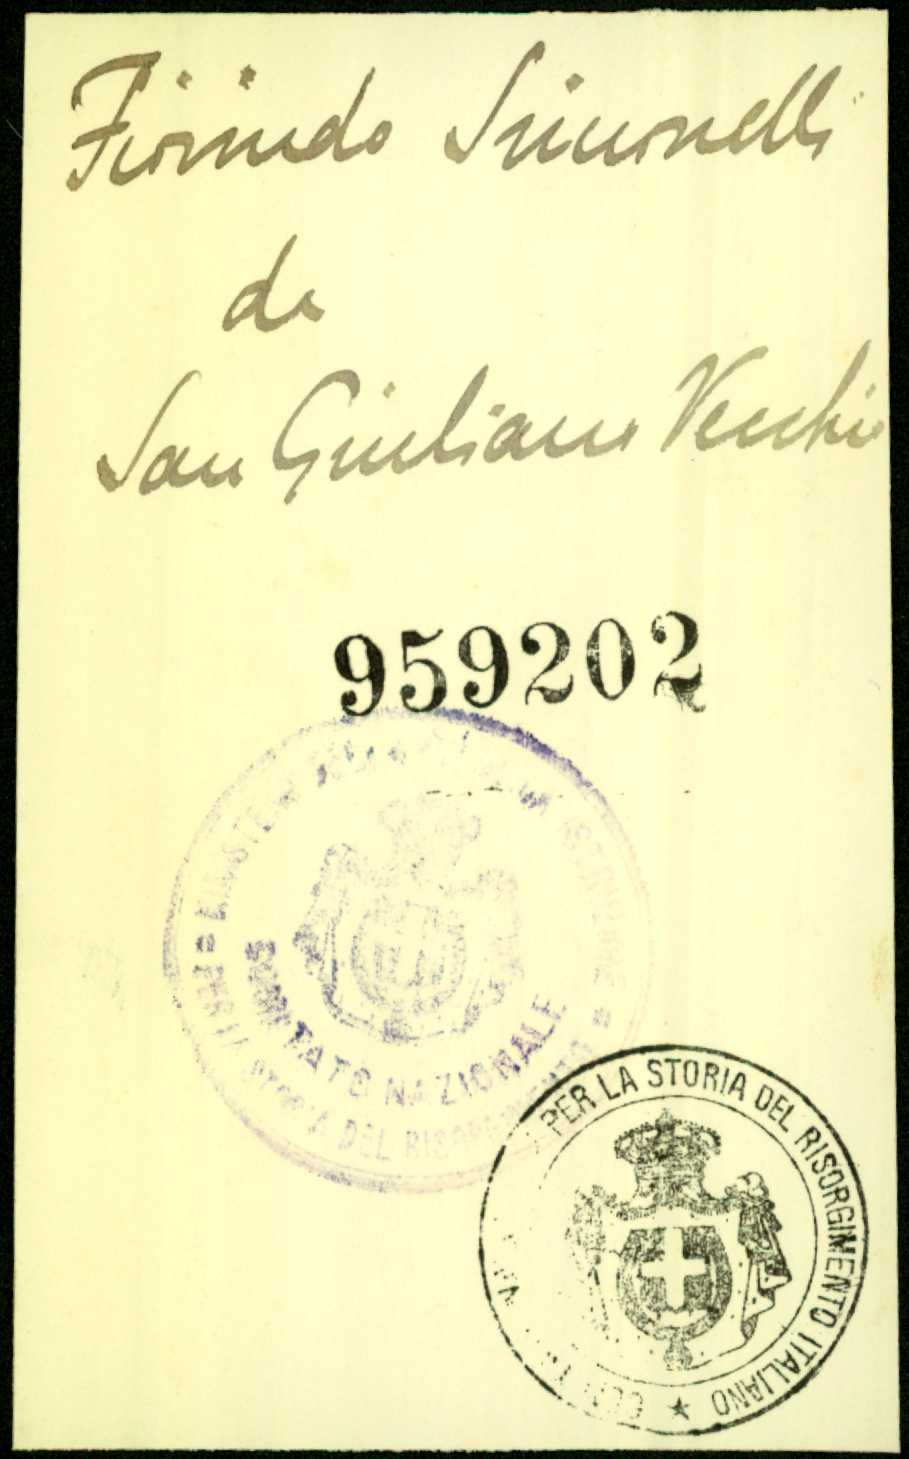 Fiorindo Simonelli
da
San Giuliano Vecchio
959202
COMITATO NAZIONALE
PER LA STORIA DEL RISORGIMENTO
PER LA STORIA DEL RISORGIMENTO ITALIANO